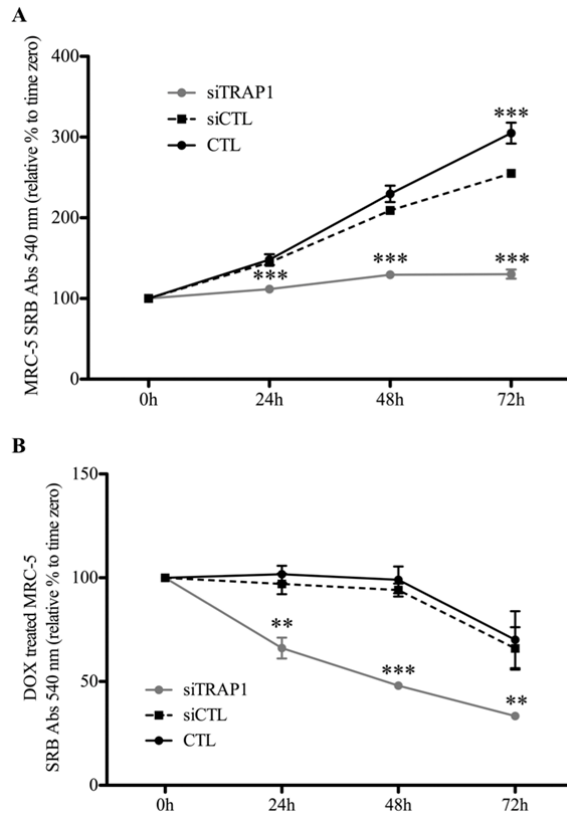 A
MRC-5 SRB Abs 540 nm (relative % to time zero)
400
300
200
100
0
siTRAP1
siCTL
CTL
***
***
***
***
0h
24h
48h
72h
B
DOX treated MRC-5
SRB Abs 540 nm (relative % to time zero)
150
100
50
0
**
***
**
siTRAP1
siCTL
CTL
0h
24h
48h
72h